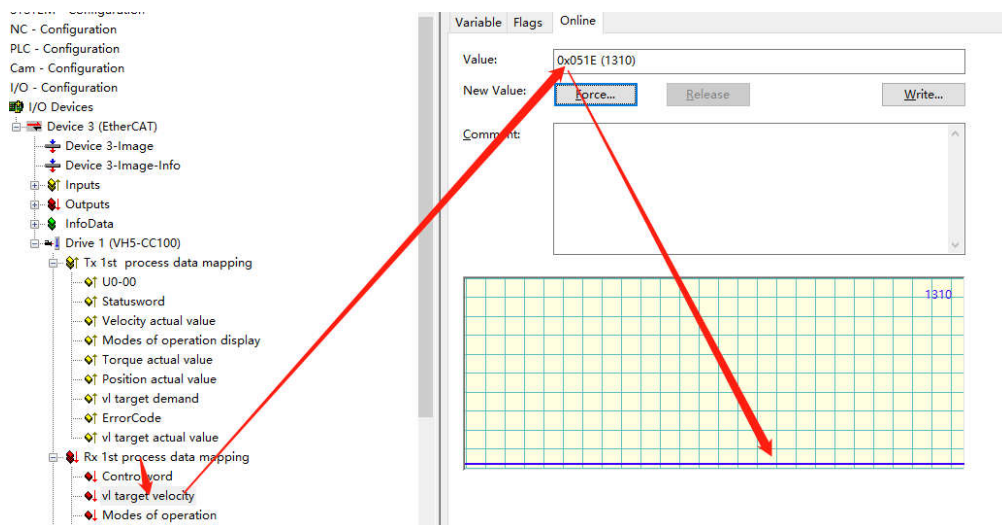 NC - Configuration
PLC - Configuration
Cam - Configuration
I/O - Configuration
I/O Devices
Device 3 (EtherCAT)
Device 3-Image
Device 3-Image-Info
Inputs
Outputs
InfoData
Drive 1 (VH5-CC100)
Tx 1st process data mapping
U0-00
Statusword
Velocity actual value
Modes of operation display
Torque actual value
Position actual value
vl target demand
ErrorCode
vl target actual value
Rx 1st process data mapping
Controlword
vl target velocity
Modes of operation
Variable Flags Online
Value: 0x051E (1310)
New Value: Force... Release Write...
Comment:
1310